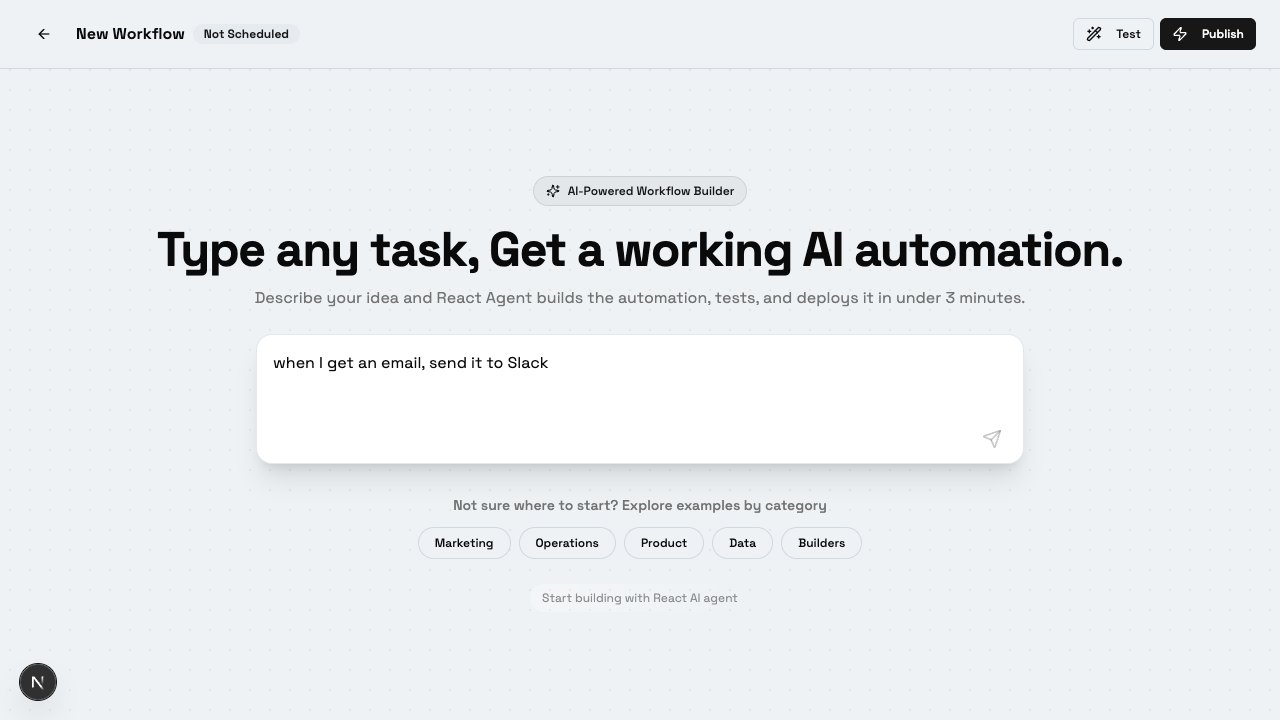 New Workflow
Not Scheduled
Test
Publish
AI-Powered Workflow Builder
Type any task, Get a working AI automation.
Describe your idea and React Agent builds the automation, tests, and deploys it in under 3 minutes.
when I get an email, send it to Slack
Not sure where to start? Explore examples by category
Marketing
Operations
Product
Data
Builders
Start building with React AI agent
N